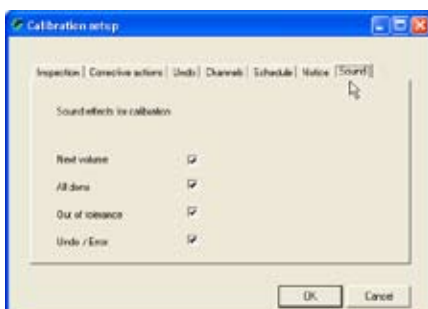 Calibration setup
Inspection Corrective actions Undo Channels Schedule Notice Sound
Sound effects for calibration
Next volume
All done
Out of tolerance
Undo / Error
OK Cancel